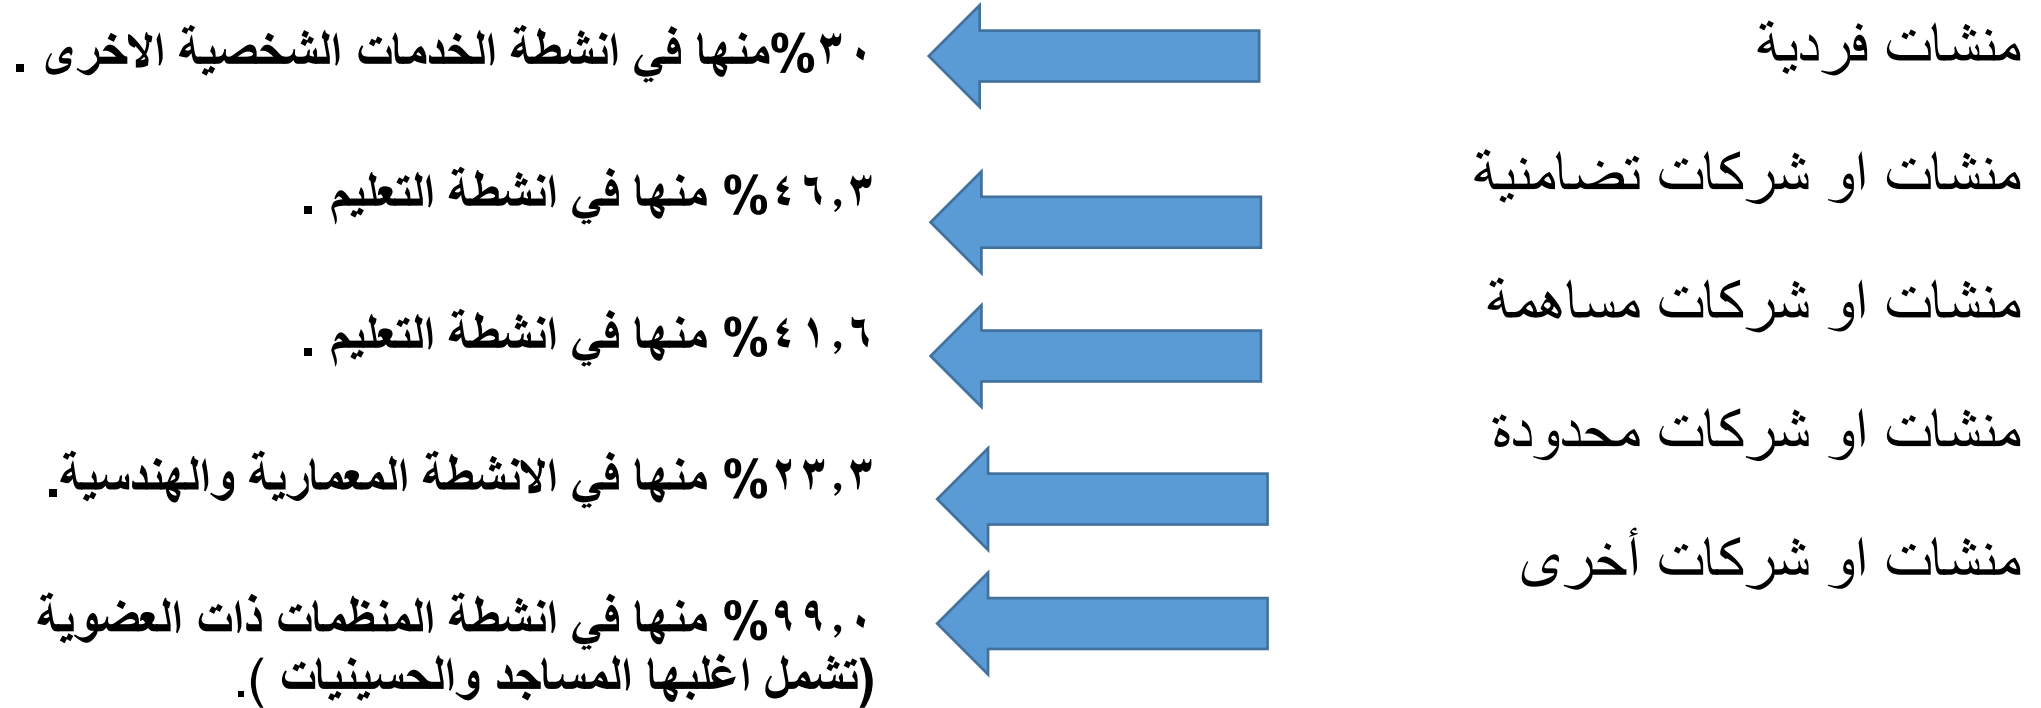 منشات فردية
٣٠%منها في انشطة الخدمات الشخصية الاخرى .
منشات او شركات تضامنية
٤٦,٣% منها في انشطة التعليم .
منشات او شركات مساهمة
٤١,٦% منها في انشطة التعليم .
منشات او شركات محدودة
٢٣,٣% منها في الانشطة المعمارية والهندسية.
منشات او شركات أخرى
٩٩,٠% منها في انشطة المنظمات ذات العضوية
(تشمل اغلبها المساجد والحسينيات ).